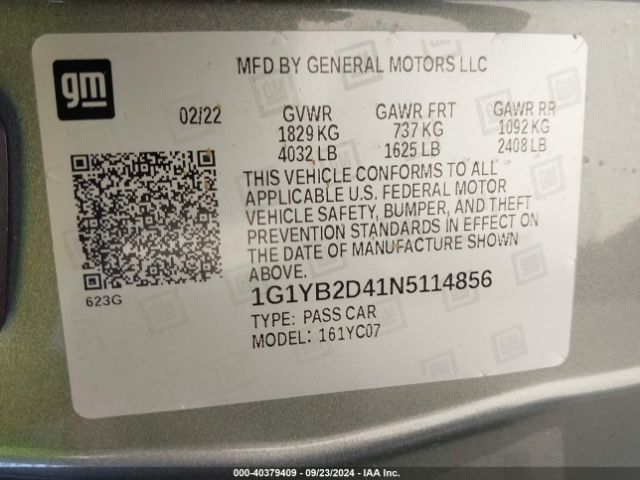 gm
MFD BY GENERAL MOTORS LLC
02/22 GVWR GAWR FRT GAWR RR
1829 KG 737 KG 1092 KG
4032 LB 1625 LB 2408 LB
THIS VEHICLE CONFORMS TO ALL
APPLICABLE U.S. FEDERAL MOTOR
VEHICLE SAFETY, BUMPER, AND THEFT
PREVENTION STANDARDS IN EFFECT ON
THE DATE OF MANUFACTURE SHOWN
ABOVE.
623G
1G1YB2D41N5114856
TYPE: PASS CAR
MODEL: 161YC07
000-40379409 - 09/23/2024 - IAA Inc.